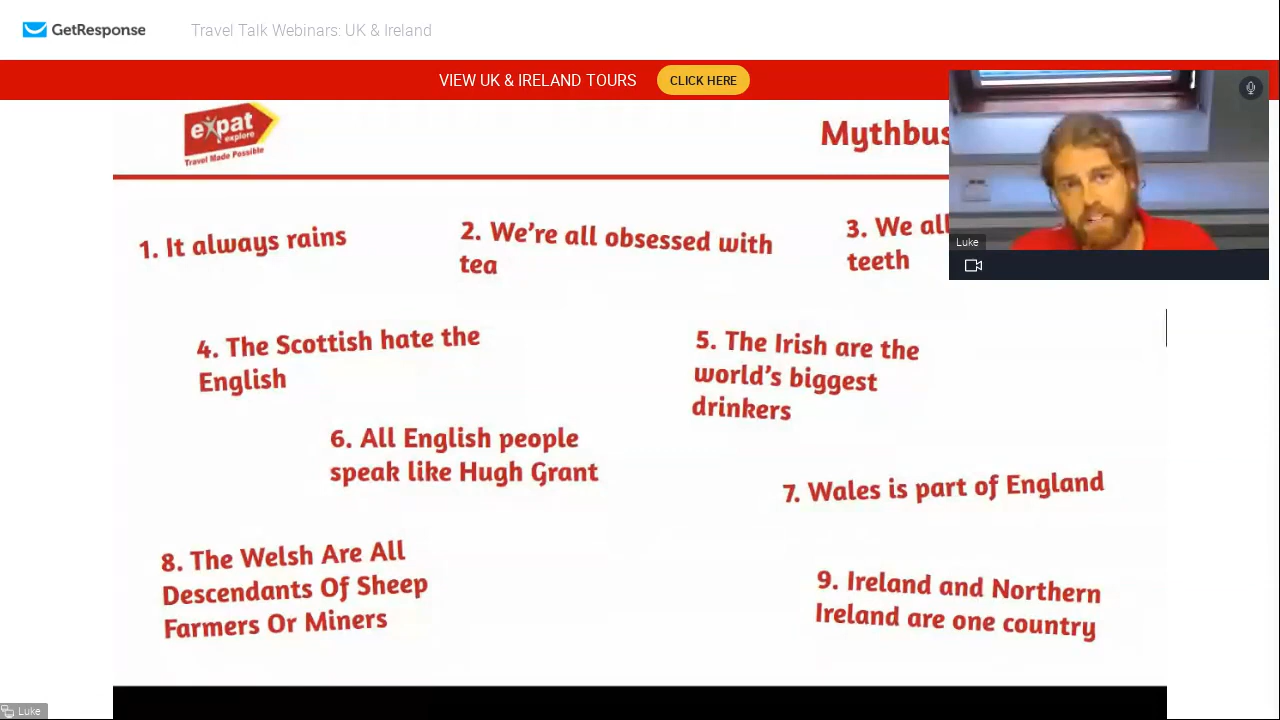 GetResponse
Travel Talk Webinars: UK & Ireland
VIEW UK & IRELAND TOURS
CLICK HERE
expat
explore
Travel Made Possible
1. It always rains
2. We're all obsessed with
tea
3. We all
teeth
Luke
4. The Scottish hate the
English
5. The Irish are the
world's biggest
drinkers
6. All English people
speak like Hugh Grant
7. Wales is part of England
8. The Welsh Are All
Descendants Of Sheep
Farmers Or Miners
9. Ireland and Northern
Ireland are one country
Luke